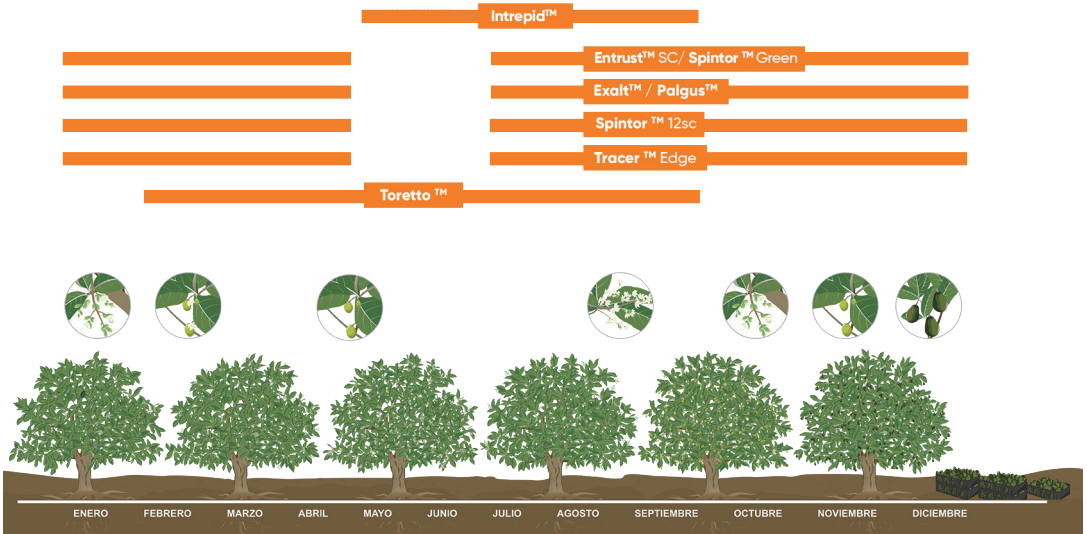 Intrepid™
Entrust™ SC/ Spintor ™ Green
Exalt™ / Palgus™
Spintor ™ 12sc
Tracer ™ Edge
Toretto ™
ENERO FEBRERO MARZO ABRIL MAYO JUNIO JULIO AGOSTO SEPTIEMBRE OCTUBRE NOVIEMBRE DICIEMBRE